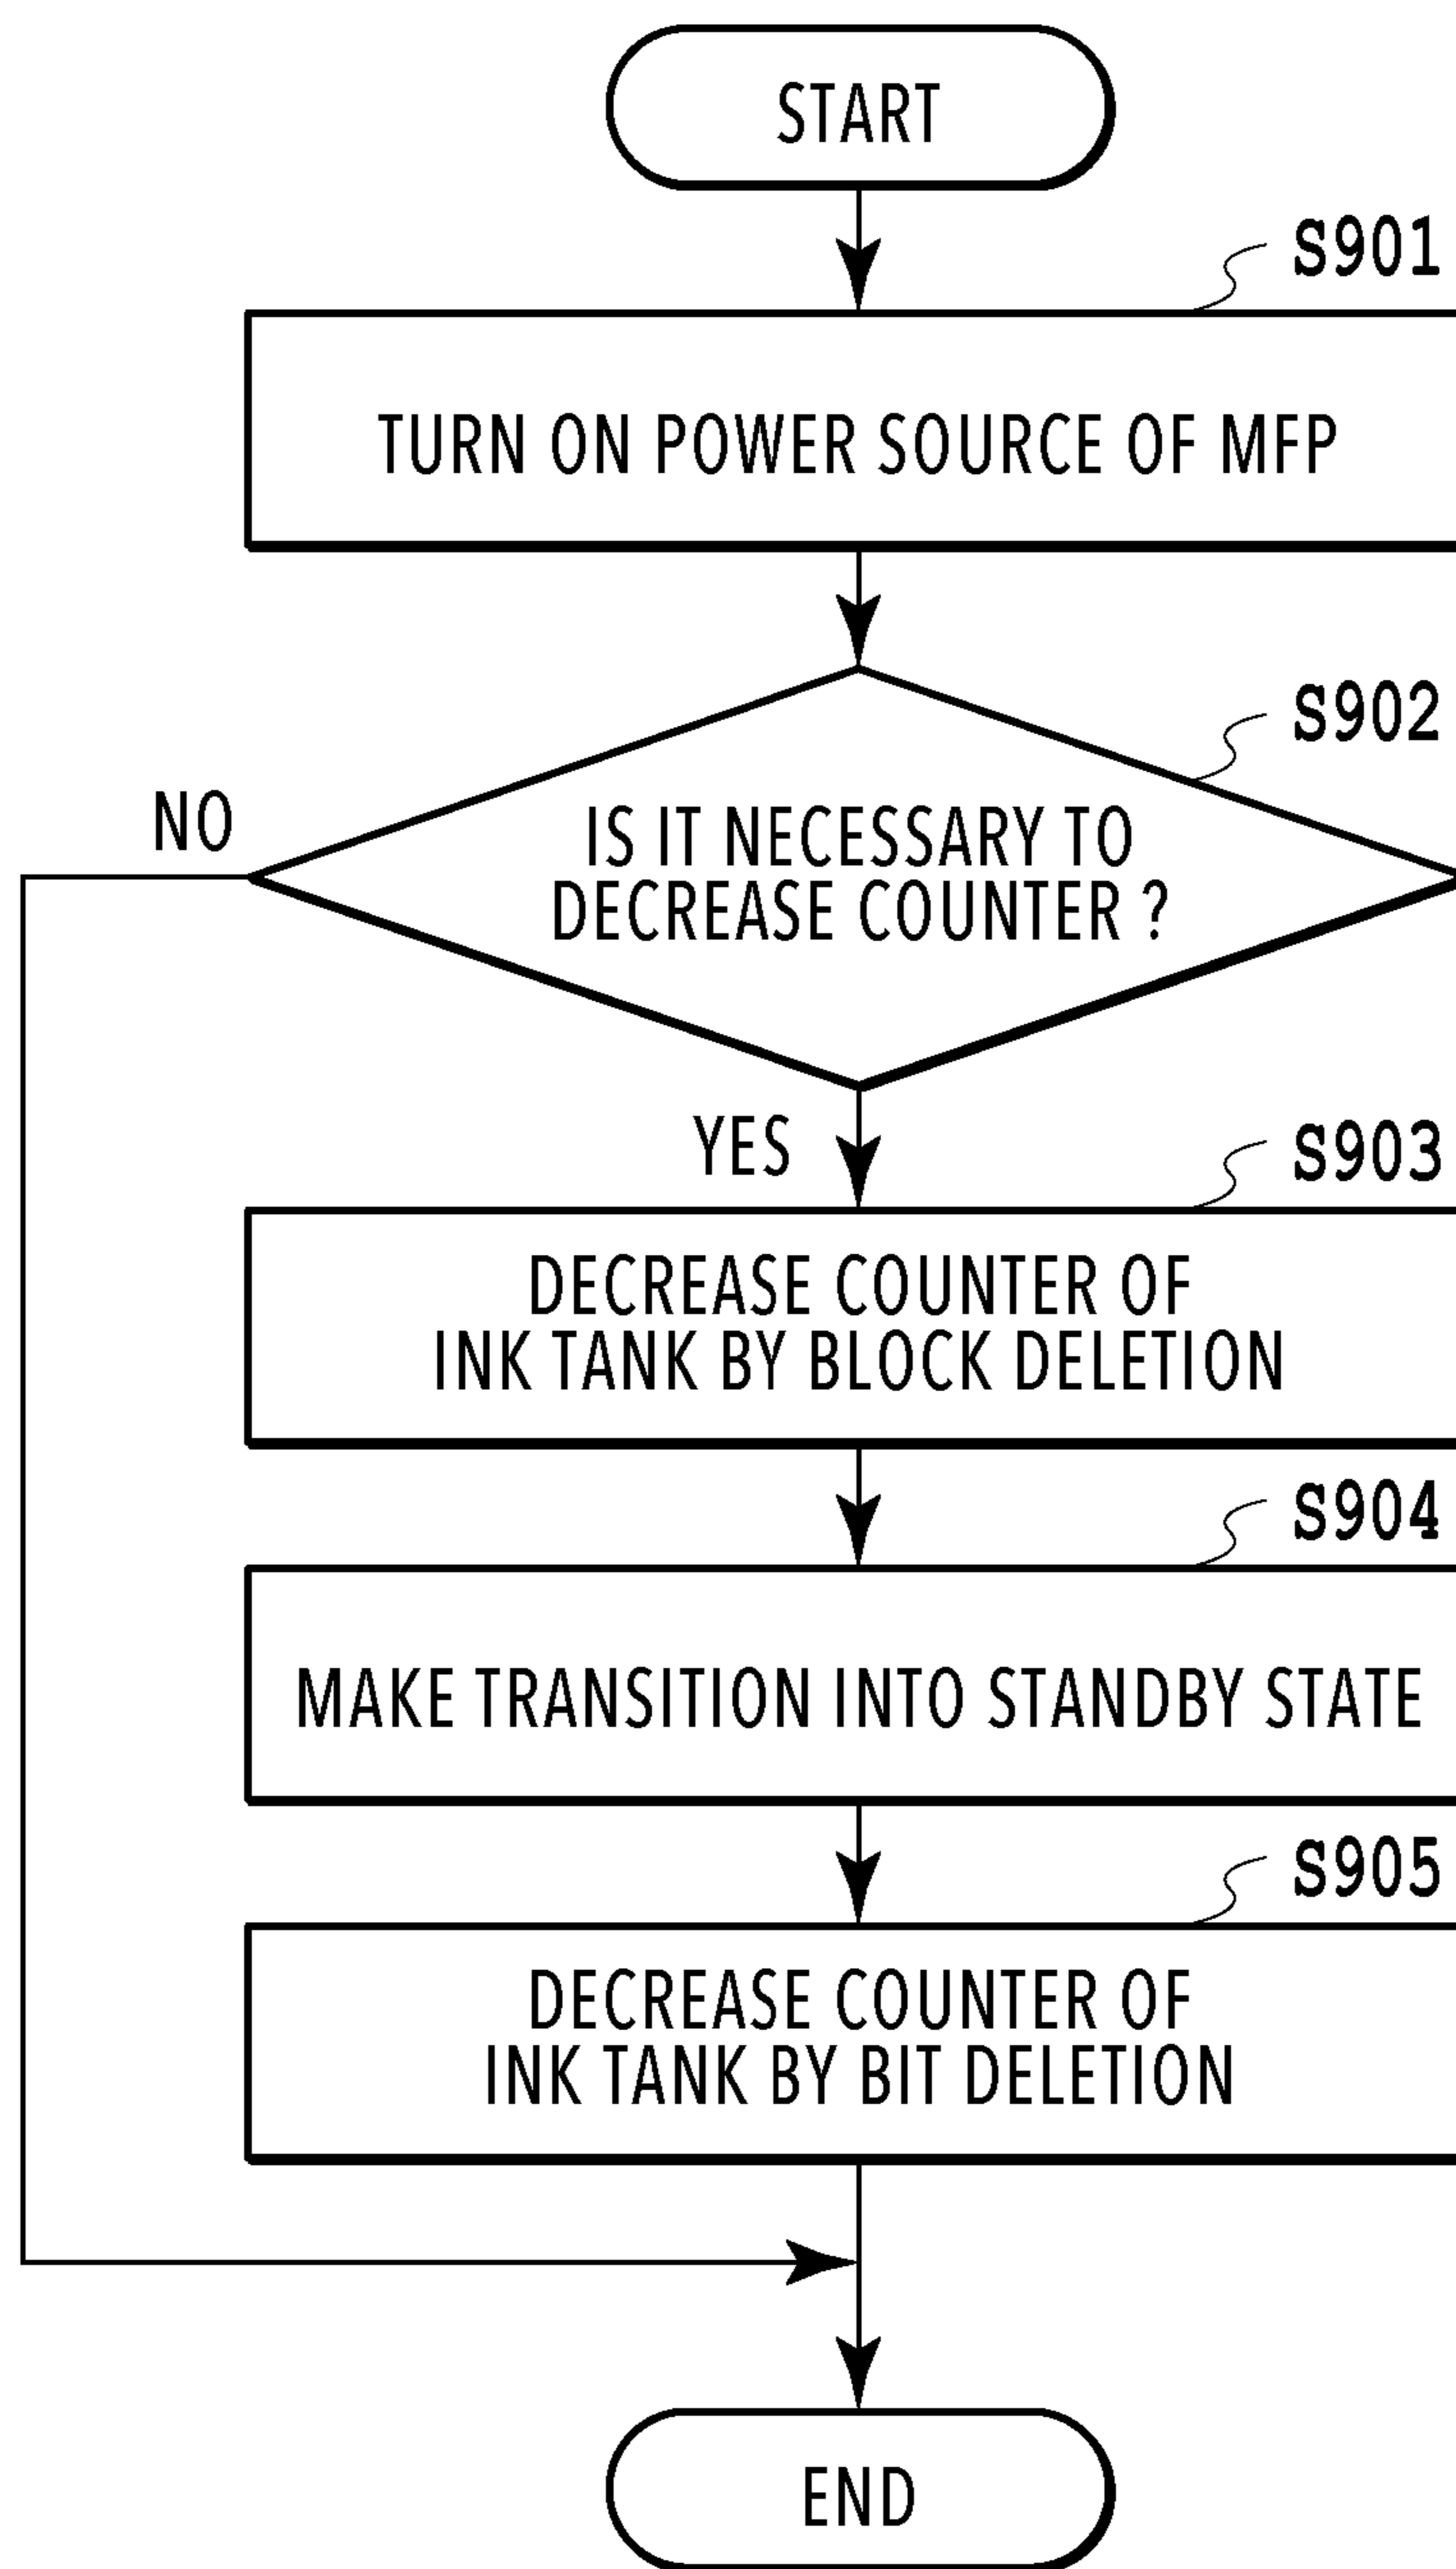 START
S901
TURN ON POWER SOURCE OF MFP
S902
NO
IS IT NECESSARY TO
DECREASE COUNTER ?
YES
S903
DECREASE COUNTER OF
INK TANK BY BLOCK DELETION
S904
MAKE TRANSITION INTO STANDBY STATE
S905
DECREASE COUNTER OF
INK TANK BY BIT DELETION
END